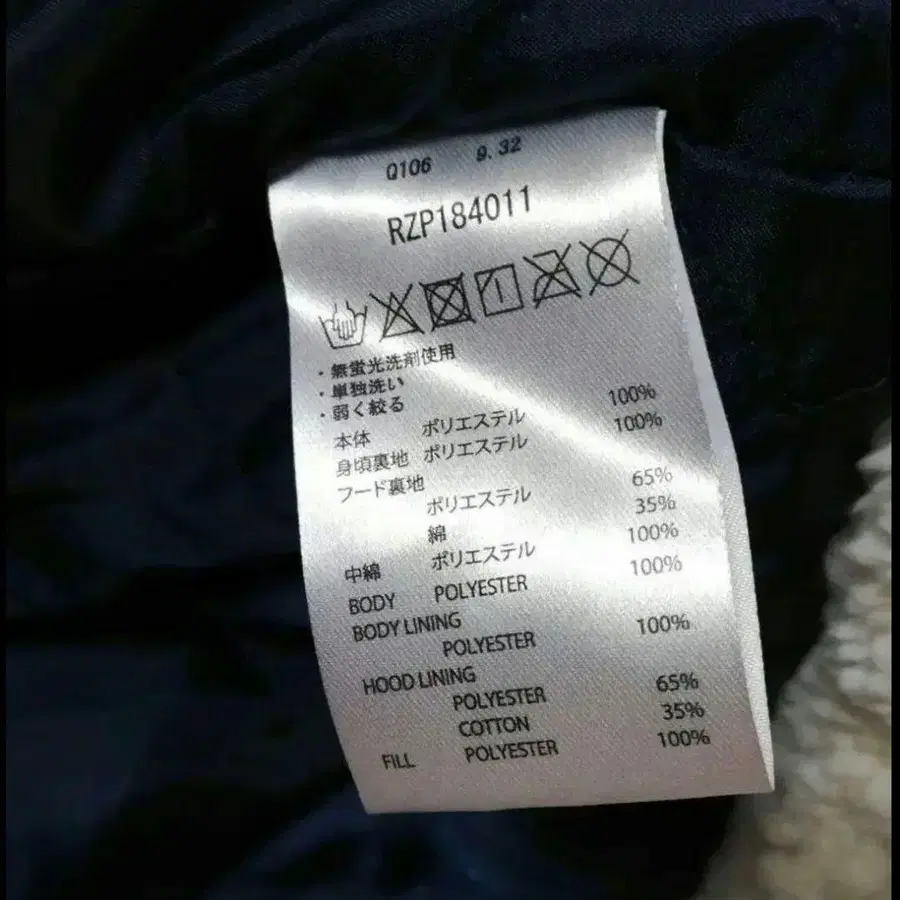 Q106 9.32
RZP184011
・無蛍光洗剤使用
・単独洗い
・弱く絞る
本体 ポリエステル 100%
身頃裏地 ポリエステル 100%
フード裏地
ポリエステル 65%
綿 35%
中綿 ポリエステル 100%
BODY POLYESTER 100%
BODY LINING
POLYESTER 100%
HOOD LINING
POLYESTER 65%
COTTON 35%
FILL POLYESTER 100%